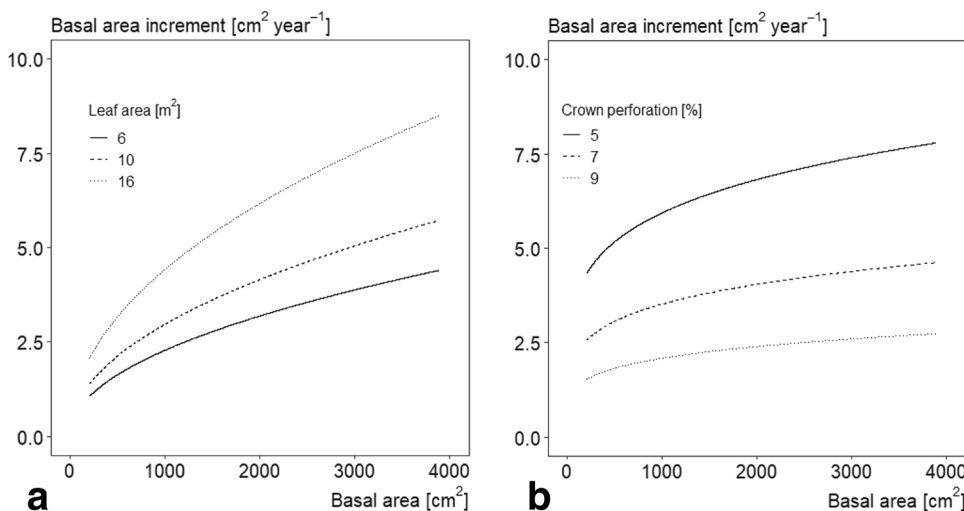 Basal area increment [cm² year⁻¹]
10.0
7.5
5.0
2.5
0.0
Leaf area [m²]
6
10
16
0 1000 2000 3000 4000
a
Basal area [cm²]
Basal area increment [cm² year⁻¹]
10.0
7.5
5.0
2.5
0.0
Crown perforation [%]
5
7
9
0 1000 2000 3000 4000
b
Basal area [cm²]